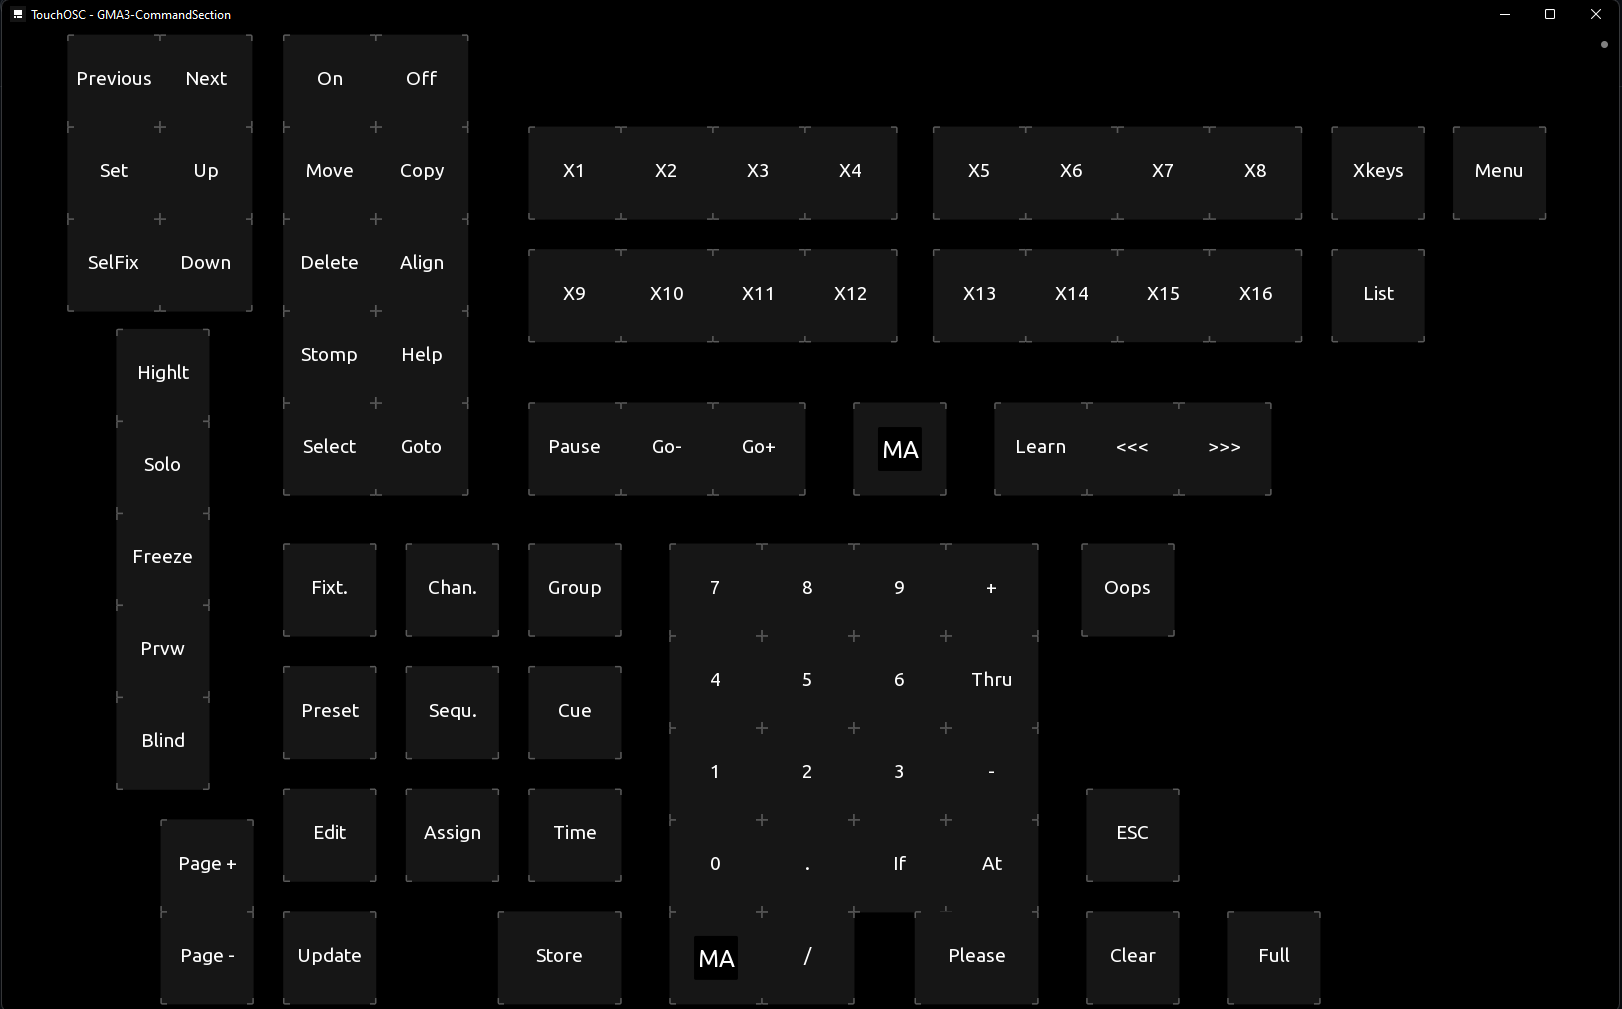 TouchOSC - GMA3-CommandSection
Previous Next On Off
Set Up Move Copy X1 X2 X3 X4 X5 X6 X7 X8 Xkeys Menu
SelFix Down Delete Align
X9 X10 X11 X12 X13 X14 X15 X16 List
Stomp Help
Highlt
Select Goto Pause Go- Go+ MA Learn <<< >>>
Solo
Freeze
Fixt. Chan. Group 7 8 9 + Oops
Prvw
4 5 6 Thru
Preset Sequ. Cue
Blind
1 2 3 -
Edit Assign Time ESC
Page + 0 . If At
Page - Update Store MA / Please Clear Full